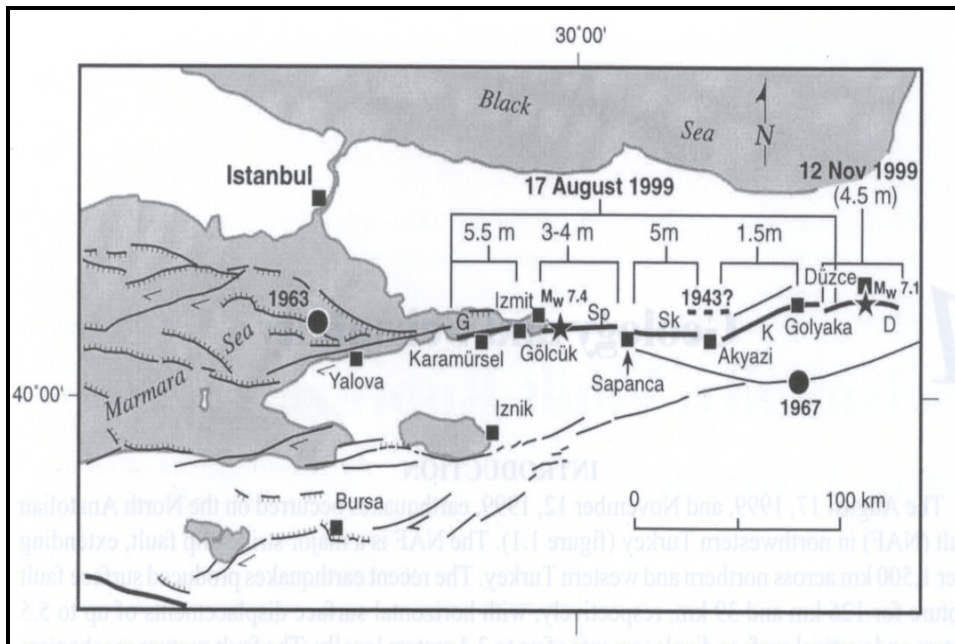 30°00'
Black
Sea
N
Istanbul
17 August 1999
12 Nov 1999
(4.5 m)
5.5 m
3-4 m
5m
1.5m
Düzce
1963
Izmit
Mw 7.4
1943?
Mw 7.1
G
Sp
Sk
K
Golyaka
D
Marmara Sea
Karamürsel
Gölcük
Akyazi
Yalova
Sapanca
40°00'
1967
Iznik
INTRODUCTION
0
100 km
Bursa
The August 17, 1999, and November 12, 1999, earthquakes occurred on the North Anatolian
ult (NAF) in northwestern Turkey (figure 1.1). The NAF is a major strike-slip fault, extending
er 1,500 km across northern and western Turkey. The recent earthquakes produced surface fault
pture for 126 km and 39 km, respectively, with horizontal surface displacements of up to 5.5